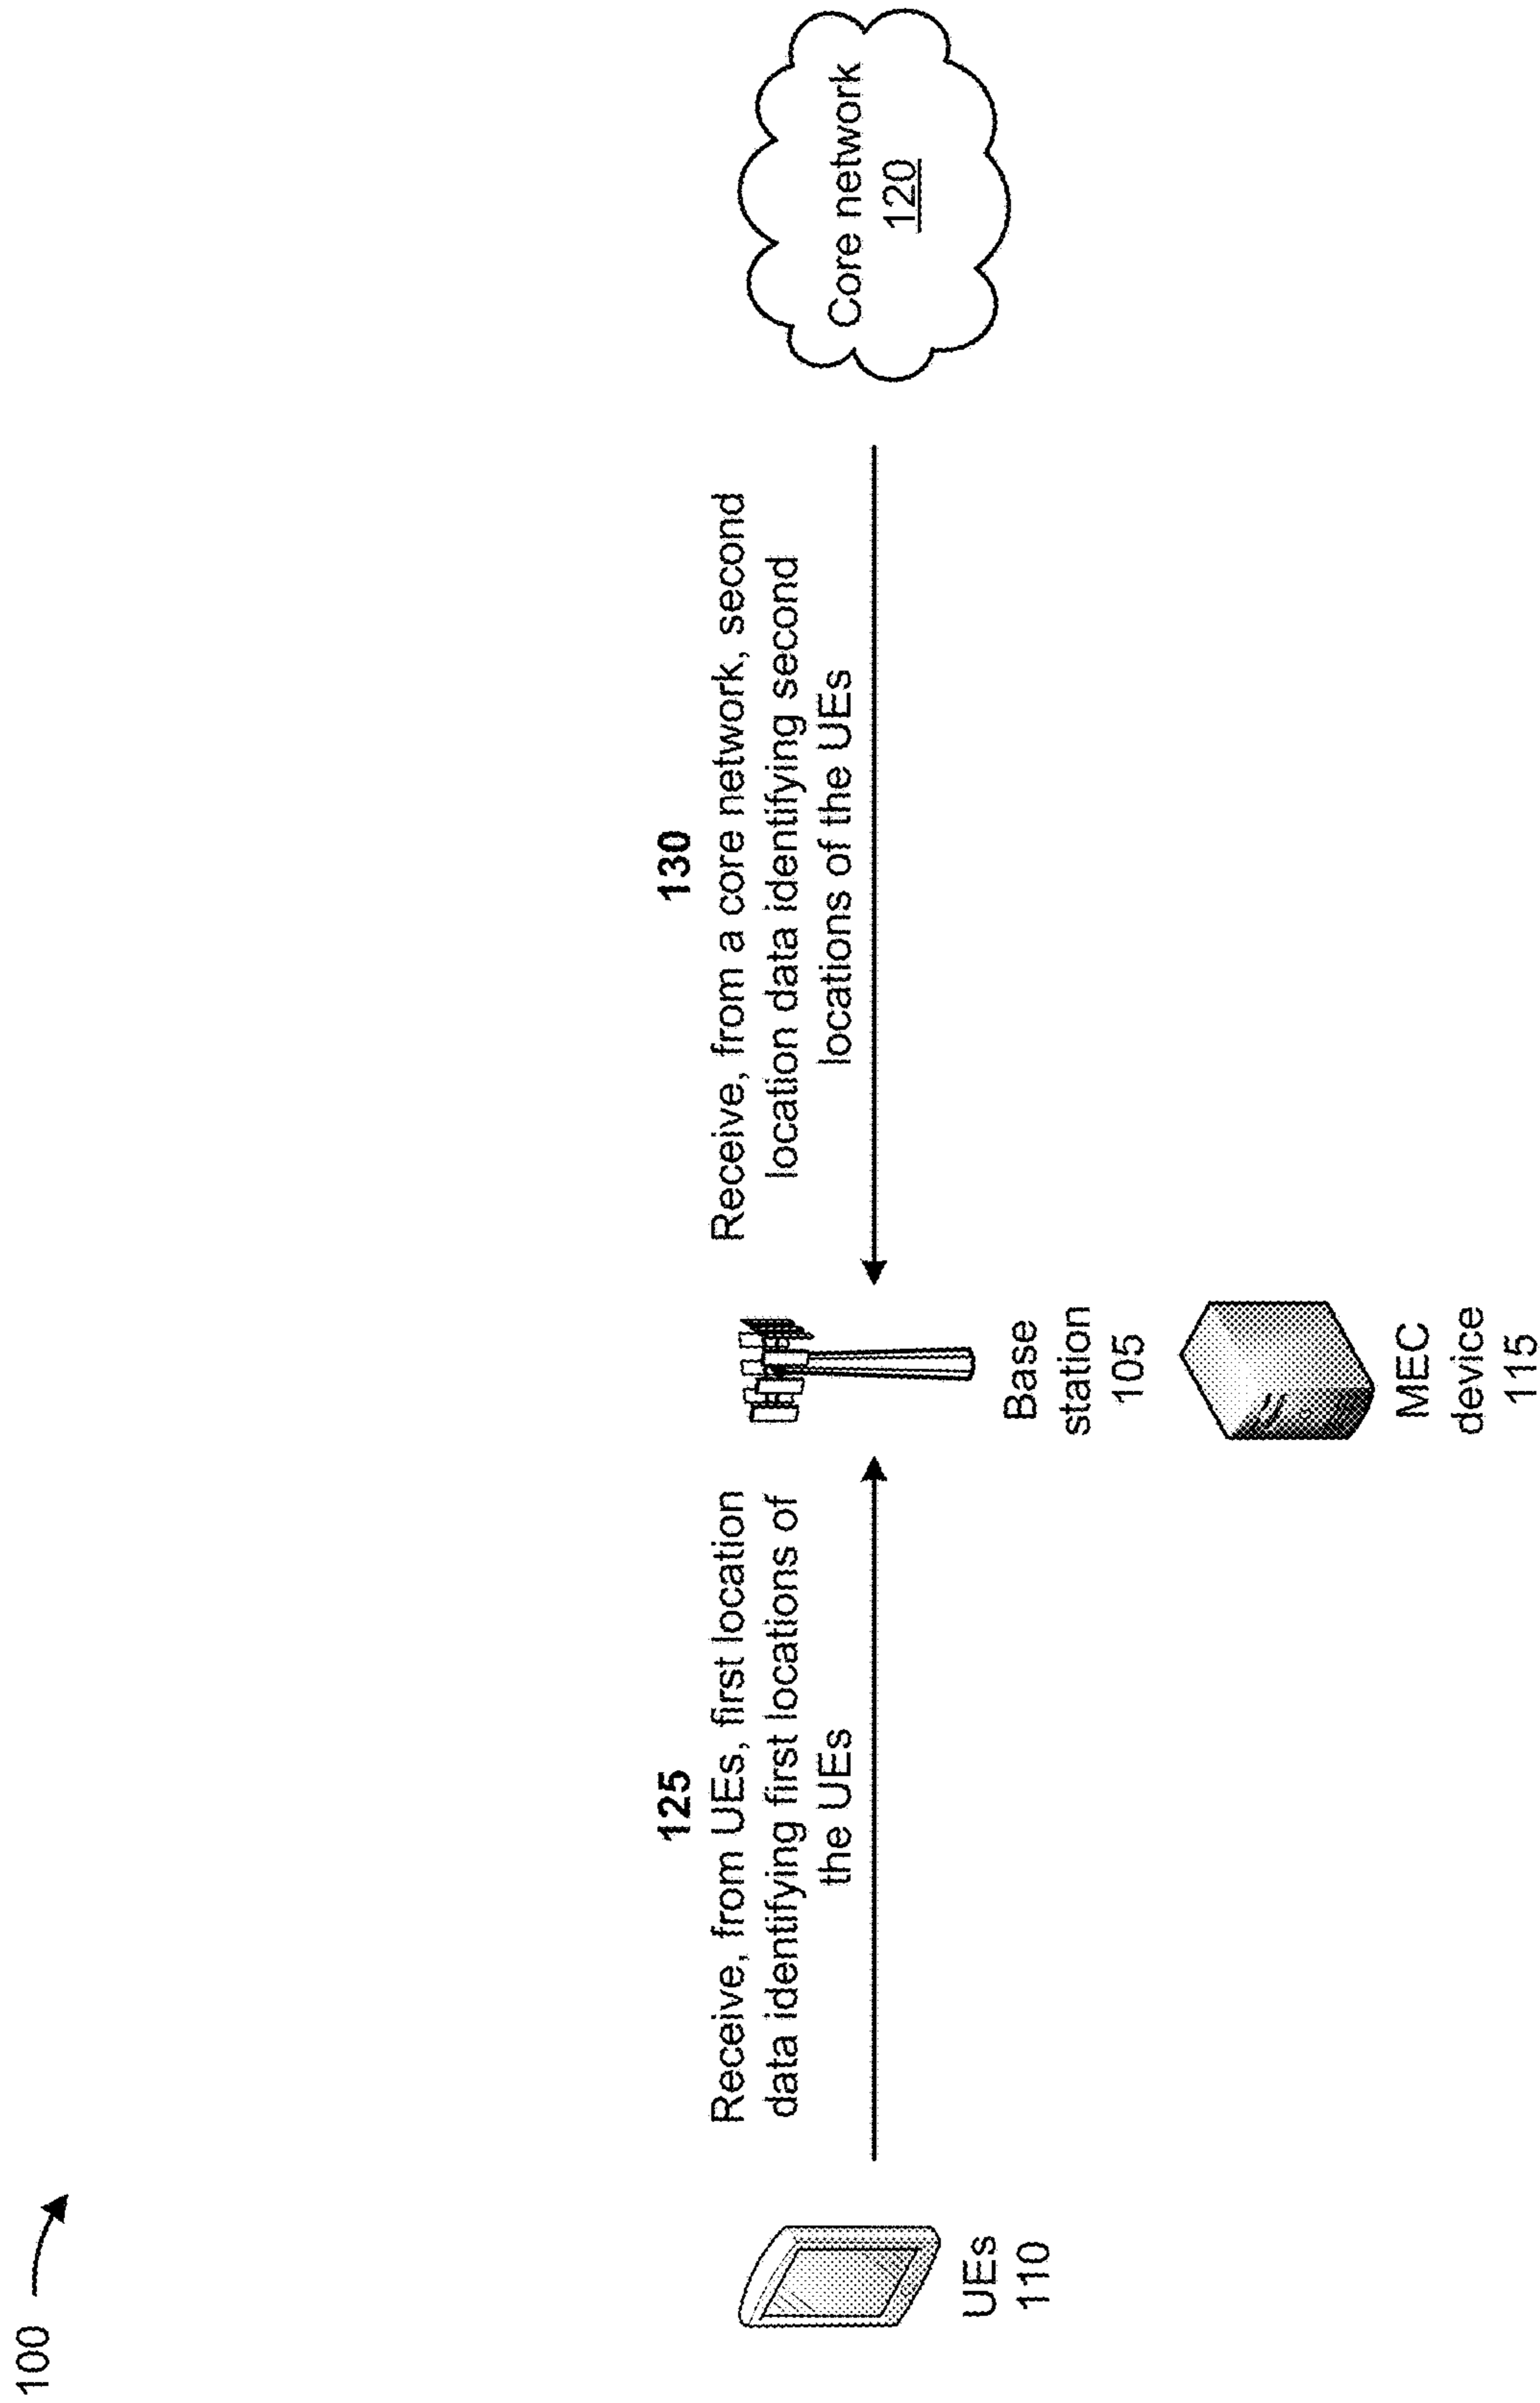 100
125
Receive, from UEs, first location
data identifying first locations of
the UEs
130
Receive, from a core network, second
location data identifying second
locations of the UEs
Core network
120
UEs
110
Base
station
105
MEC
device
115